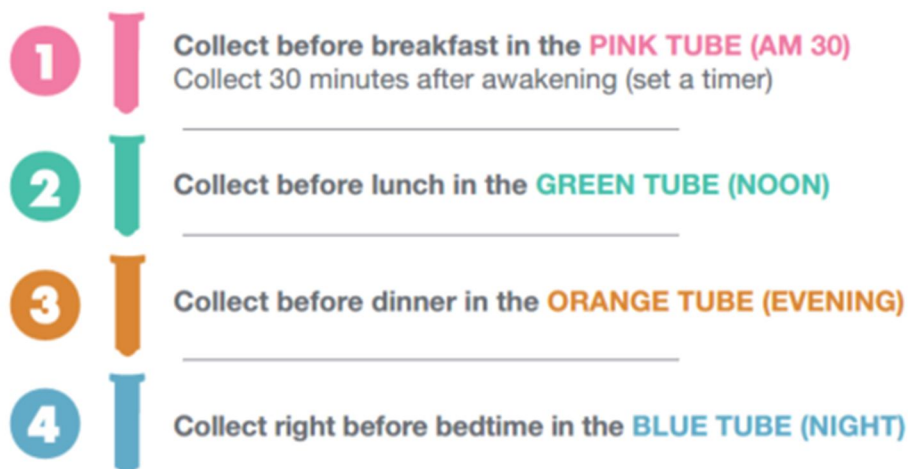 1 Collect before breakfast in the PINK TUBE (AM 30)
Collect 30 minutes after awakening (set a timer)
2 Collect before lunch in the GREEN TUBE (NOON)
3 Collect before dinner in the ORANGE TUBE (EVENING)
4 Collect right before bedtime in the BLUE TUBE (NIGHT)